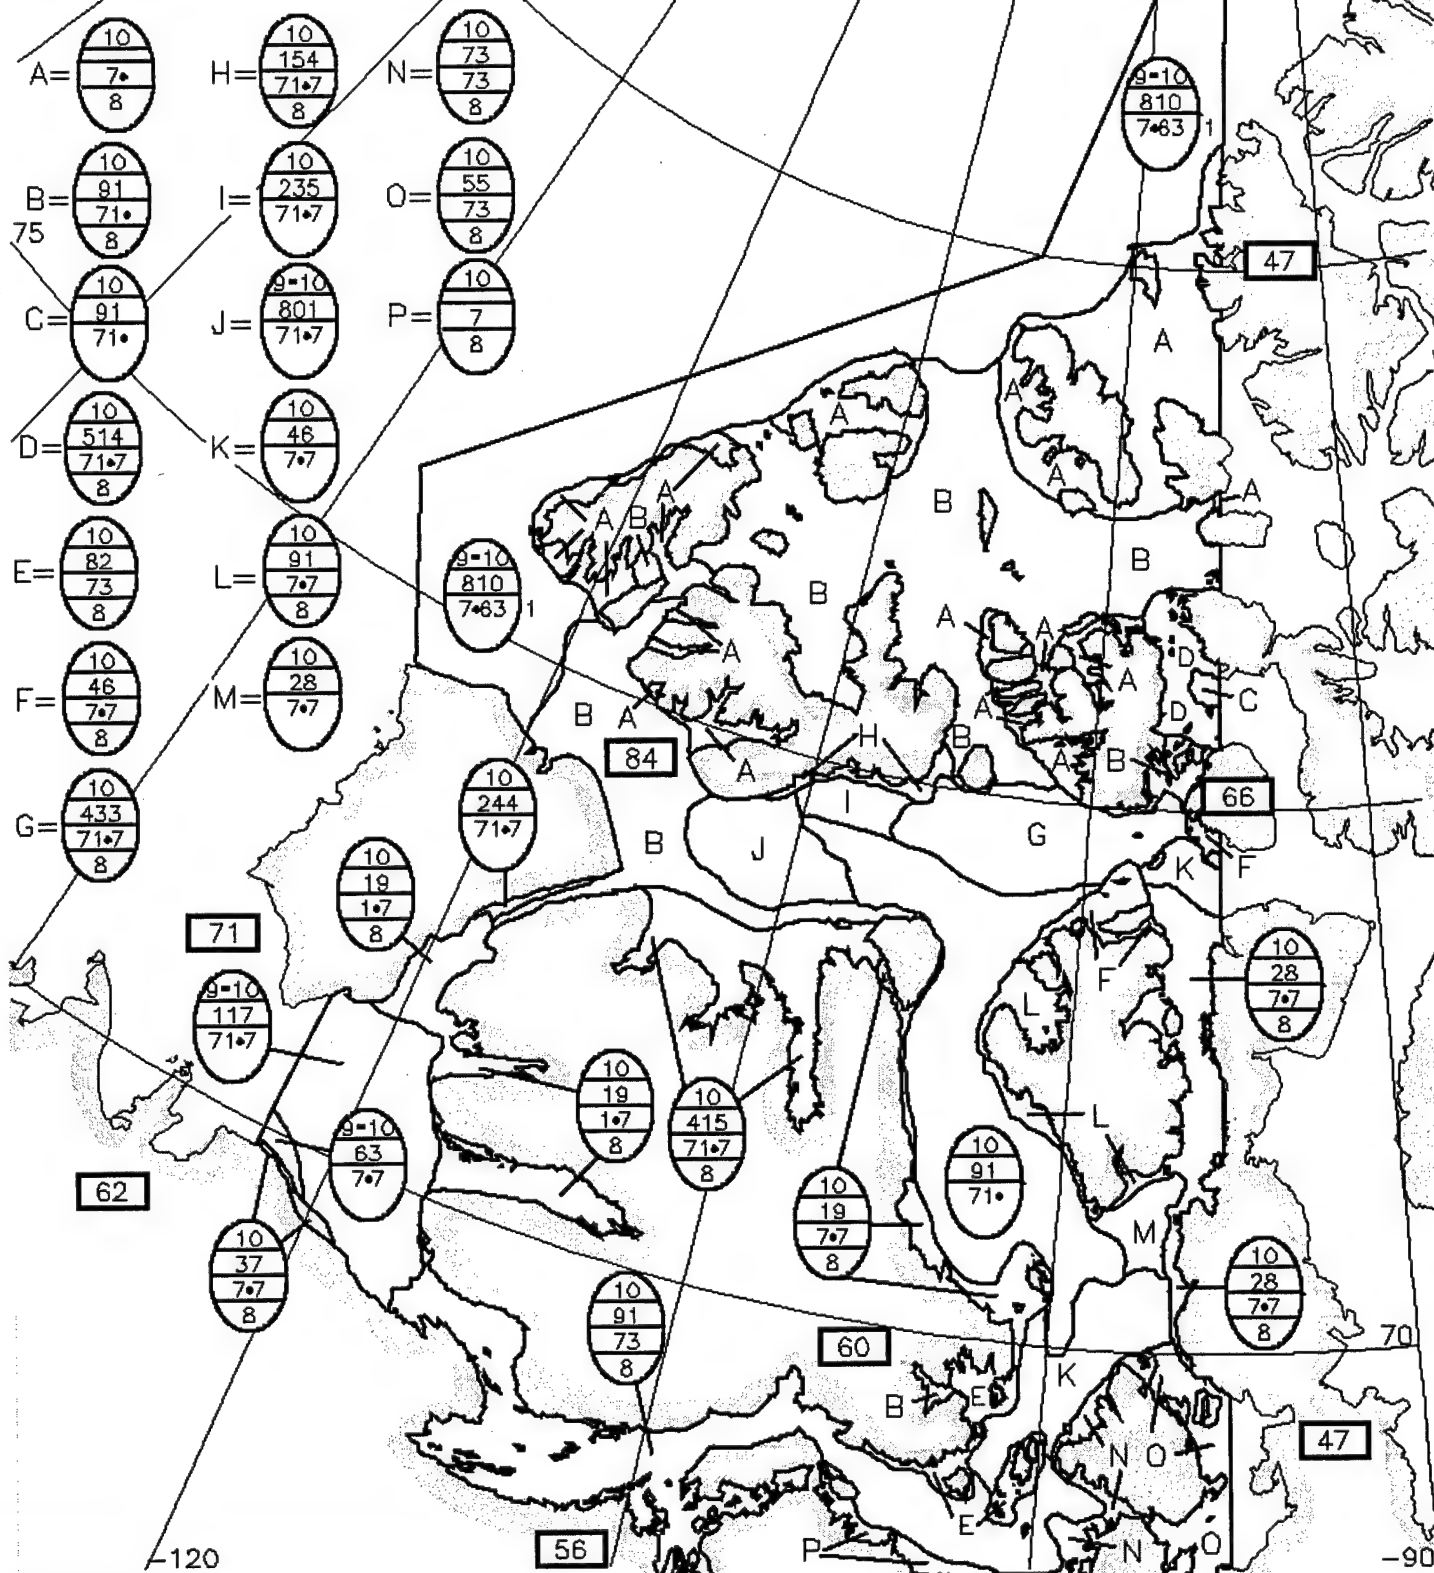 A=
10
7•
8
H=
10
154
71•7
8
N=
10
73
73
8
9-10
810
7•63 1
B=
10
91
71•
8
I=
10
235
71•7
O=
10
55
73
8
75
C=
10
91
71•
J=
9-10
801
71•7
P=
10
7
8
47
A
A
A
D=
10
514
71•7
8
K=
10
46
7•7
A
A
A
B
A
B
A
E=
10
82
73
8
L=
10
91
7•7
8
9-10
810
7•63 1
B
B
A
A
A
D
F=
10
46
7•7
8
M=
10
28
7•7
A
C
B
A
A
D
H
B
84
A
A
B
66
G=
10
433
71•7
8
10
244
71•7
I
B
J
G
K
F
10
19
1•7
8
71
F
L
10
28
7•7
8
9-10
117
71•7
10
19
1•7
8
10
415
71•7
8
L
9-10
63
7•7
10
91
71•
62
10
19
7•7
8
M
10
37
7•7
8
10
28
7•7
8
10
91
73
8
60
70
K
B
E
N
O
47
E
56
P
N
O
-120
-90